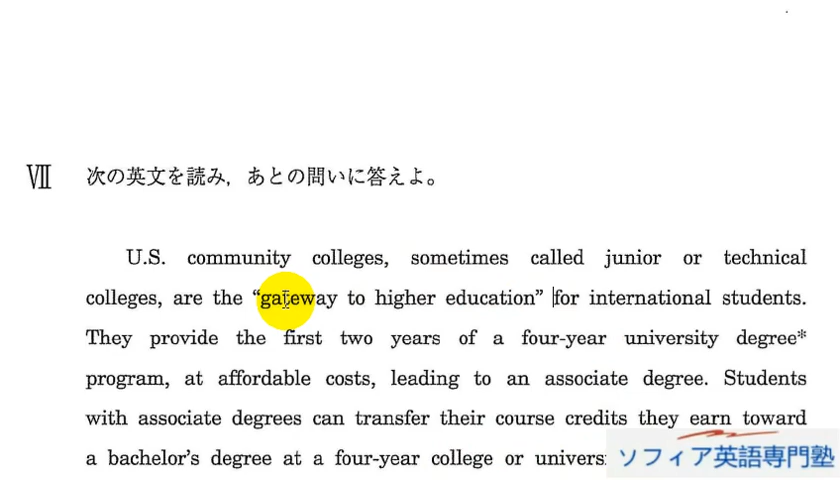 Ⅶ 次の英文を読み，あとの問いに答えよ。
U.S. community colleges, sometimes called junior or technical
colleges, are the “gateway to higher education” for international students.
They provide the first two years of a four-year university degree*
program, at affordable costs, leading to an associate degree. Students
with associate degrees can transfer their course credits they earn toward
a bachelor’s degree at a four-year college or
ソフィア英語専門塾